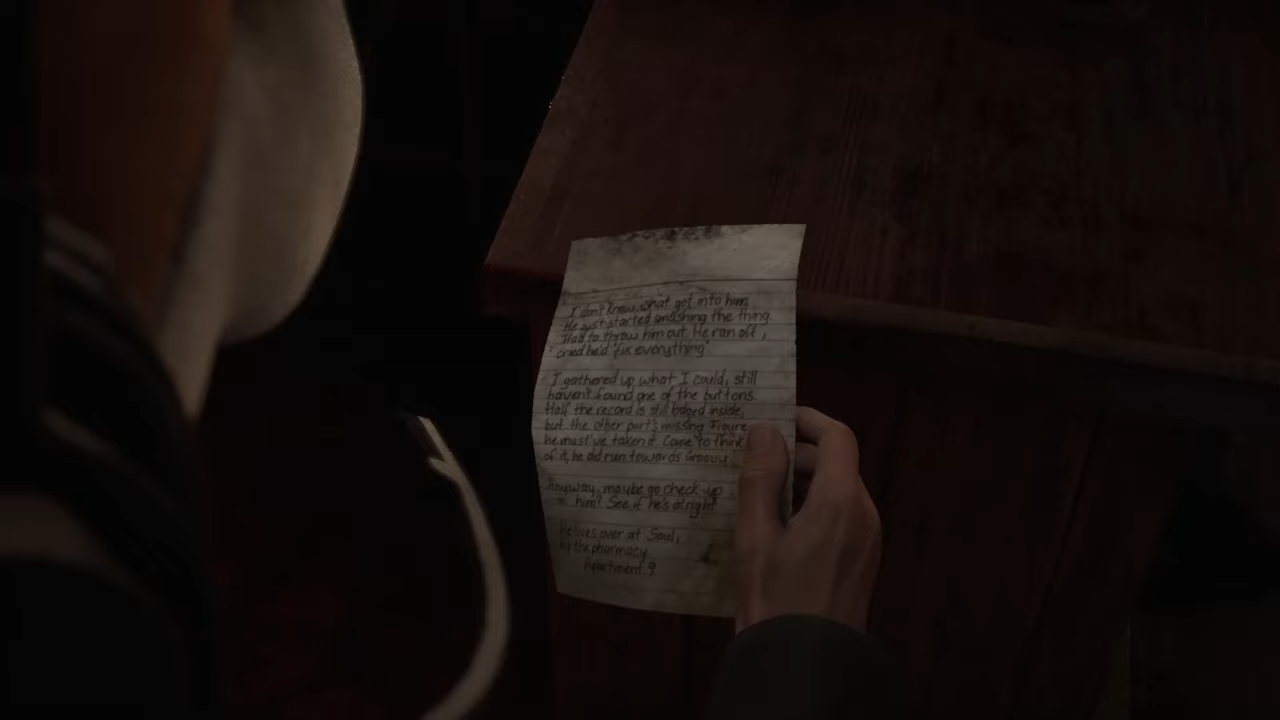 I don't know what got into him.
He just started smashing the thing.
Had to throw him out. He ran off,
cried he'd "fix everything"
I gathered up what I could, still
haven't found one of the buttons.
Half the record is still lodged inside,
but the other part's missing. Figure
he must've taken it. Come to think
of it, he did run towards Groovy
Anyway, maybe go check up
him? See if he's alright
He lives over at Soul,
by the pharmacy.
Apartment 9